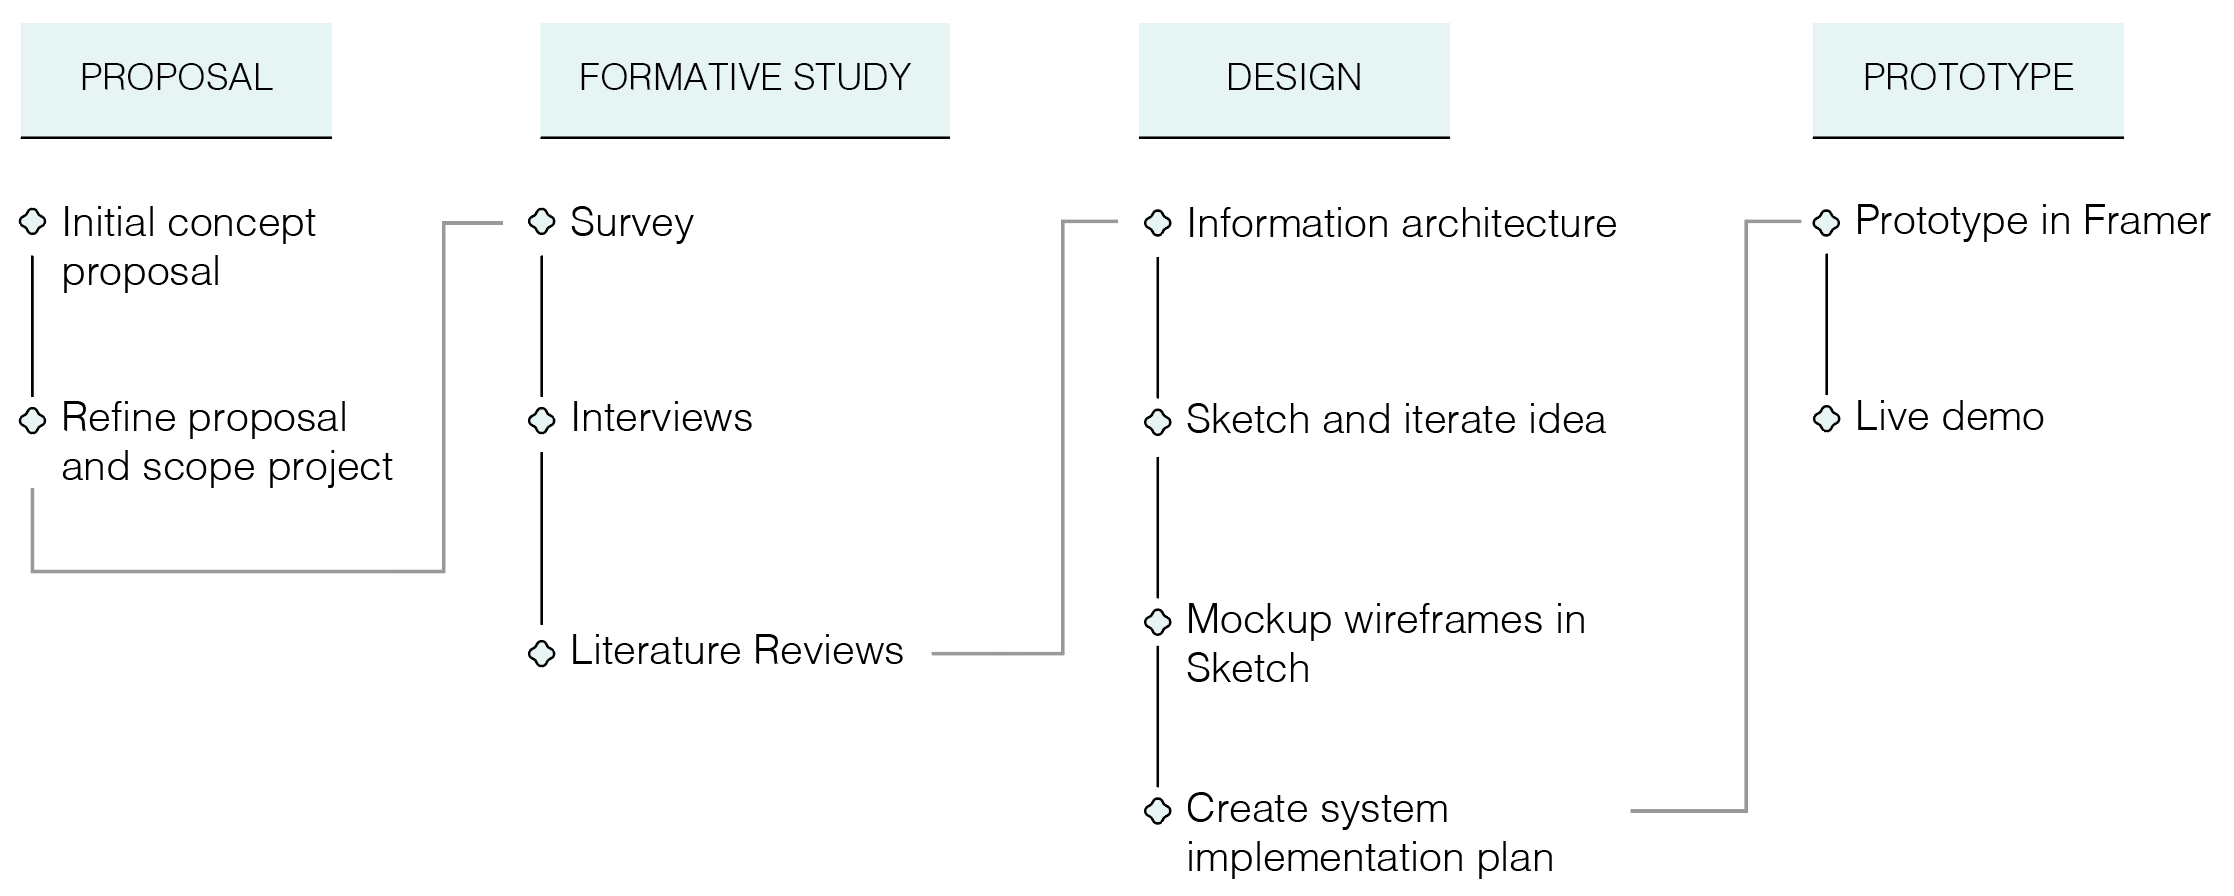 PROPOSAL
Initial concept
proposal
Refine proposal
and scope project
FORMATIVE STUDY
Survey
Interviews
Literature Reviews
DESIGN
Information architecture
Sketch and iterate idea
Mockup wireframes in
Sketch
Create system
implementation plan
PROTOTYPE
Prototype in Framer
Live demo